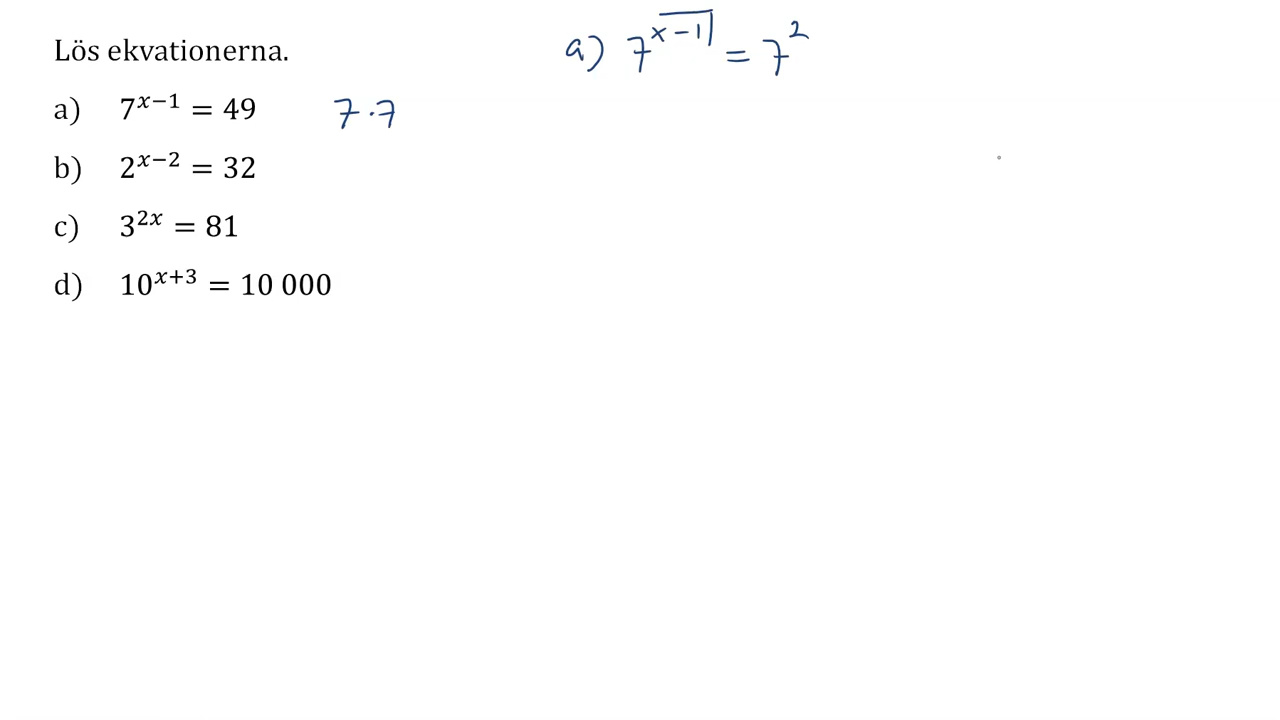 Lös ekvationerna.
a) 7^{x−1} = 49
7·7
b) 2^{x−2} = 32
c) 3^{2x} = 81
d) 10^{x+3} = 10 000
a) 7^{x−1} = 7^2